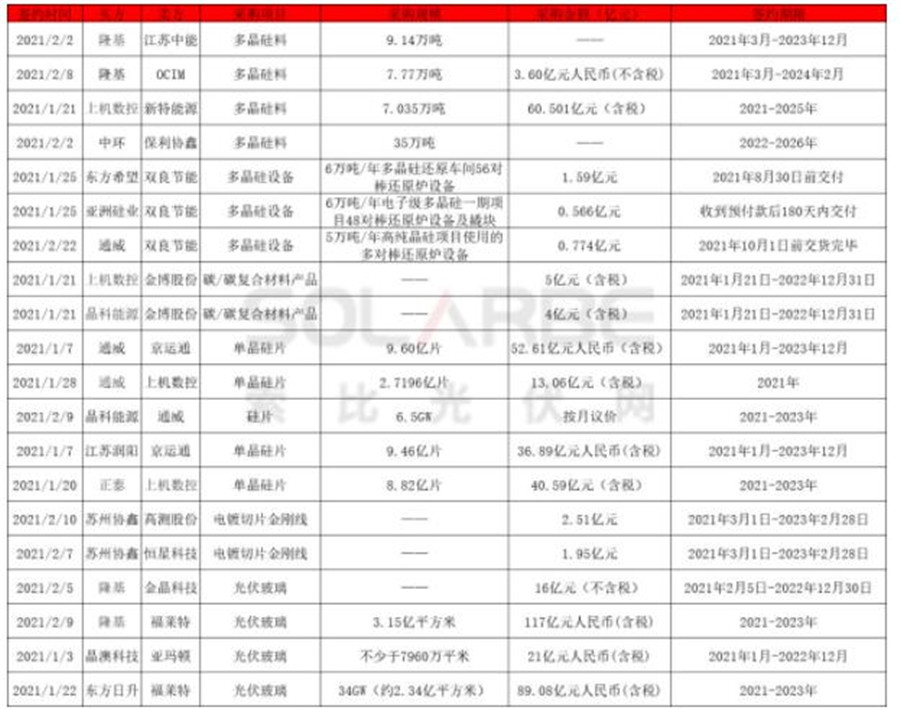 签约时间 买方 卖方 采购项目 采购规模 采购金额（亿元） 签约期限
2021/2/2 隆基 江苏中能 多晶硅料 9.14万吨 —— 2021年3月-2023年12月
2021/2/8 隆基 OCIM 多晶硅料 7.77万吨 3.60亿元人民币(不含税) 2021年3月-2024年2月
2021/1/21 上机数控 新特能源 多晶硅料 7.035万吨 60.501亿元（含税） 2021-2025年
2021/2/2 中环 保利协鑫 多晶硅料 35万吨 —— 2022-2026年
2021/1/25 东方希望 双良节能 多晶硅设备 6万吨/年多晶硅还原车间56对
棒还原炉设备 1.59亿元 2021年8月30日前交付
2021/1/25 亚洲硅业 双良节能 多晶硅设备 6万吨/年电子级多晶硅一期项
目48对棒还原炉设备及撬块 0.566亿元 收到预付款后180天内交付
2021/2/22 通威 双良节能 多晶硅设备 5万吨/年高纯晶硅项目使用的
多对棒还原炉设备 0.774亿元 2021年10月1日前交货完毕
2021/1/21 上机数控 金博股份 碳/碳复合材料产品 —— 5亿元（含税） 2021年1月21日-2022年12月31日
2021/1/21 晶科能源 金博股份 碳/碳复合材料产品 —— 4亿元（含税） 2021年1月21日-2022年12月31日
2021/1/7 通威 京运通 单晶硅片 9.60亿片 52.61亿元人民币（含税） 2021年1月-2023年12月
2021/1/28 通威 上机数控 单晶硅片 2.7196亿片 13.06亿元（含税） 2021年
2021/2/9 晶科能源 通威 硅片 6.5GW 按月议价 2021-2023年
2021/1/7 江苏润阳 京运通 单晶硅片 9.46亿片 36.89亿元人民币(含税) 2021年1月-2023年12月
2021/1/20 正泰 上机数控 单晶硅片 8.82亿片 40.59亿元（含税） 2021-2023年
2021/2/10 苏州协鑫 高测股份 电镀切片金刚线 —— 2.51亿元 2021年3月1日-2023年2月28日
2021/2/7 苏州协鑫 恒星科技 电镀切片金刚线 —— 1.95亿元 2021年3月1日-2023年2月28日
2021/2/5 隆基 金晶科技 光伏玻璃 —— 16亿元（不含税） 2021年2月5日-2022年12月30日
2021/2/9 隆基 福莱特 光伏玻璃 3.15亿平方米 117亿元人民币(含税) 2021-2023年
2021/1/3 晶澳科技 亚玛顿 光伏玻璃 不少于7960万平米 21亿元(含税) 2021年1月-2022年12月
2021/1/22 东方日升 福莱特 光伏玻璃 34GW（约2.34亿平方米） 89.08亿元人民币(含税) 2021-2023年
SOLARBE
索比光伏网